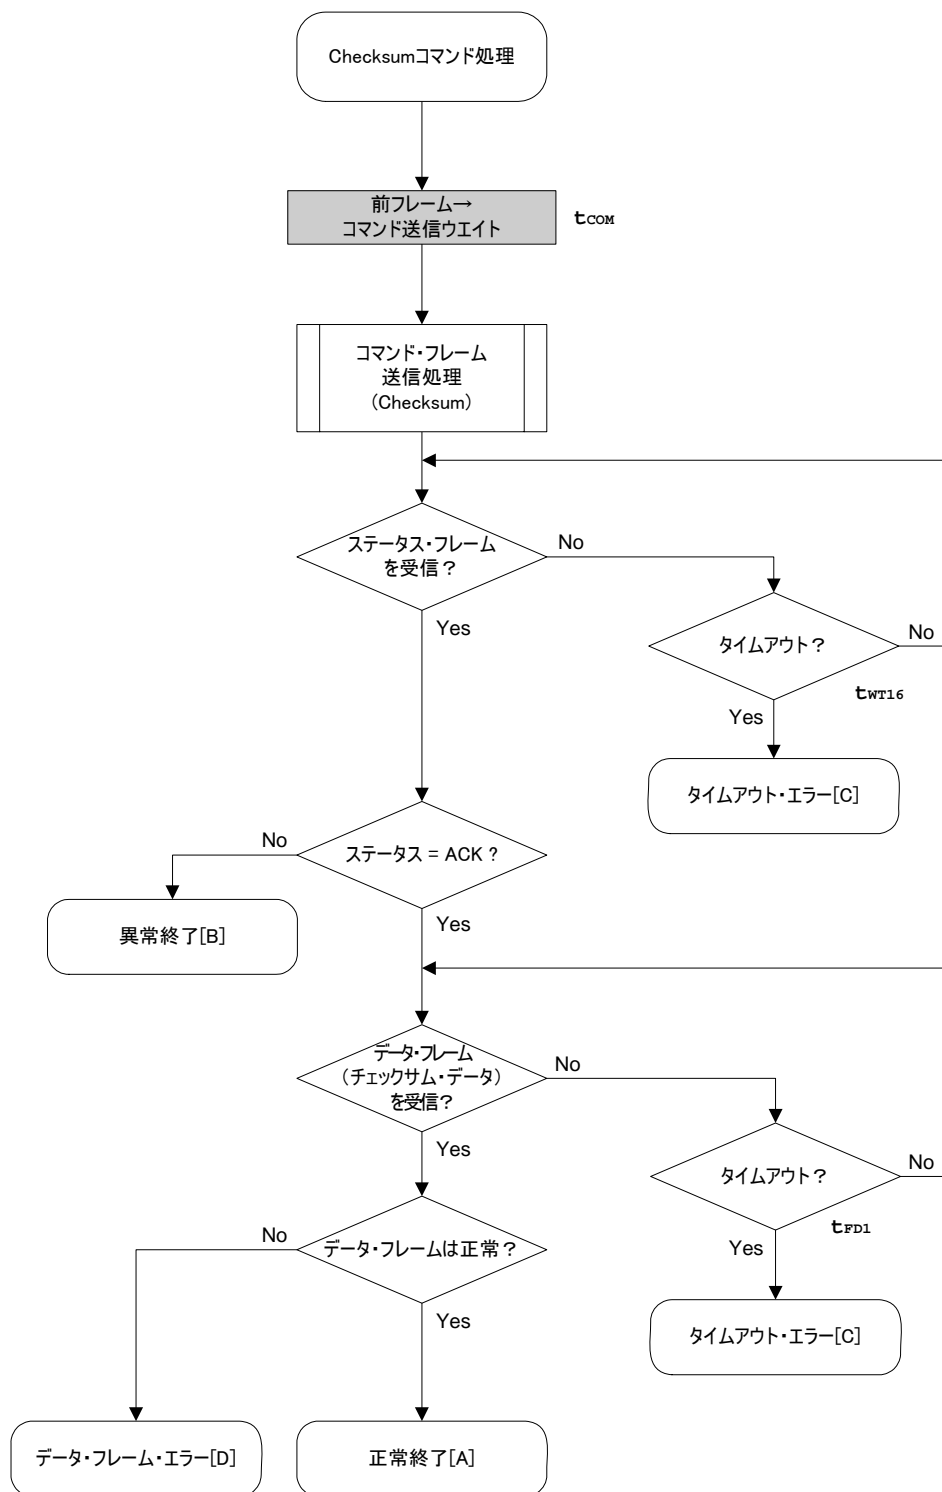 Checksumコマンド処理
前フレーム→
コマンド送信ウエイト
tCOM
コマンド・フレーム
送信処理
（Checksum）
ステータス・フレーム
を受信？
No
Yes
タイムアウト？
No
tWT16
Yes
タイムアウト・エラー[C]
No
ステータス = ACK ?
Yes
異常終了[B]
データ・フレーム
（チェックサム・データ）
を受信？
No
Yes
タイムアウト？
No
tFD1
Yes
No
データ・フレームは正常？
Yes
タイムアウト・エラー[C]
データ・フレーム・エラー[D]
正常終了[A]